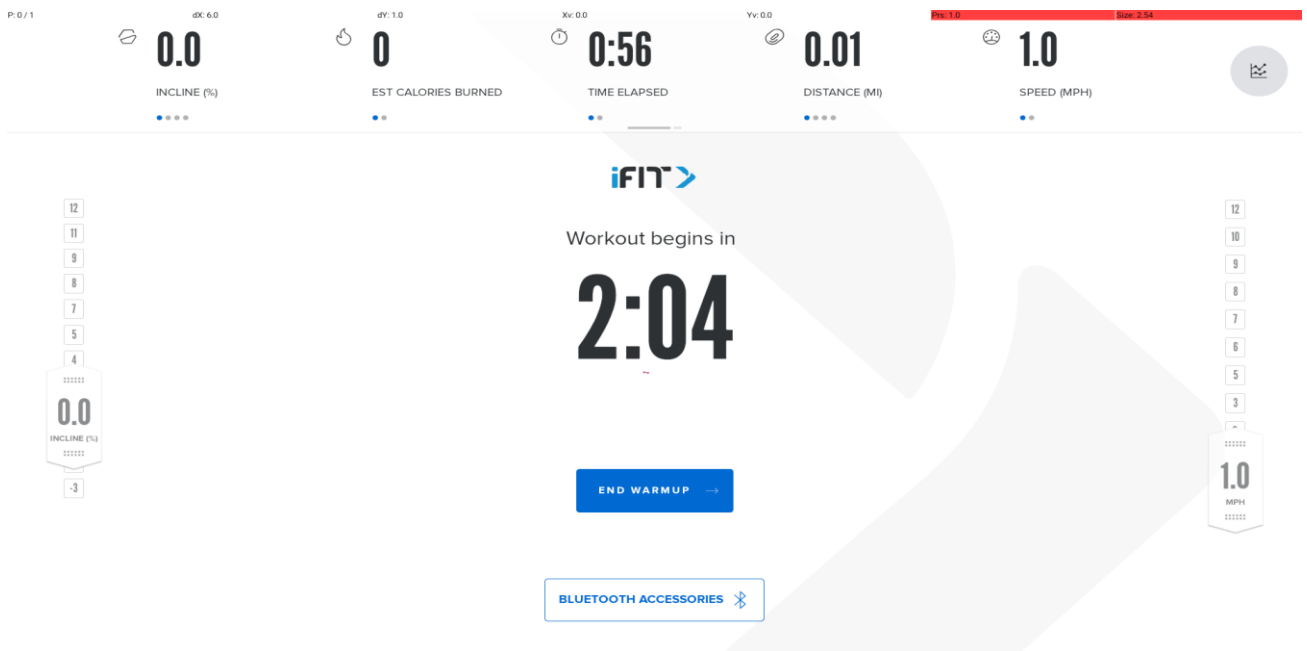 P: 0 / 1 dX: 6.0 dY: 1.0 Xv: 0.0 Yv: 0.0 Prs: 1.0 Size: 2.54
0.0 0 0:56 0.01 1.0
INCLINE (%) EST CALORIES BURNED TIME ELAPSED DISTANCE (MI) SPEED (MPH)
iFIT
Workout begins in
2:04
12
11
9
8
7
5
4
0.0
INCLINE (%)
-3
12
10
9
8
7
6
5
3
1.0
MPH
END WARMUP →
BLUETOOTH ACCESSORIES